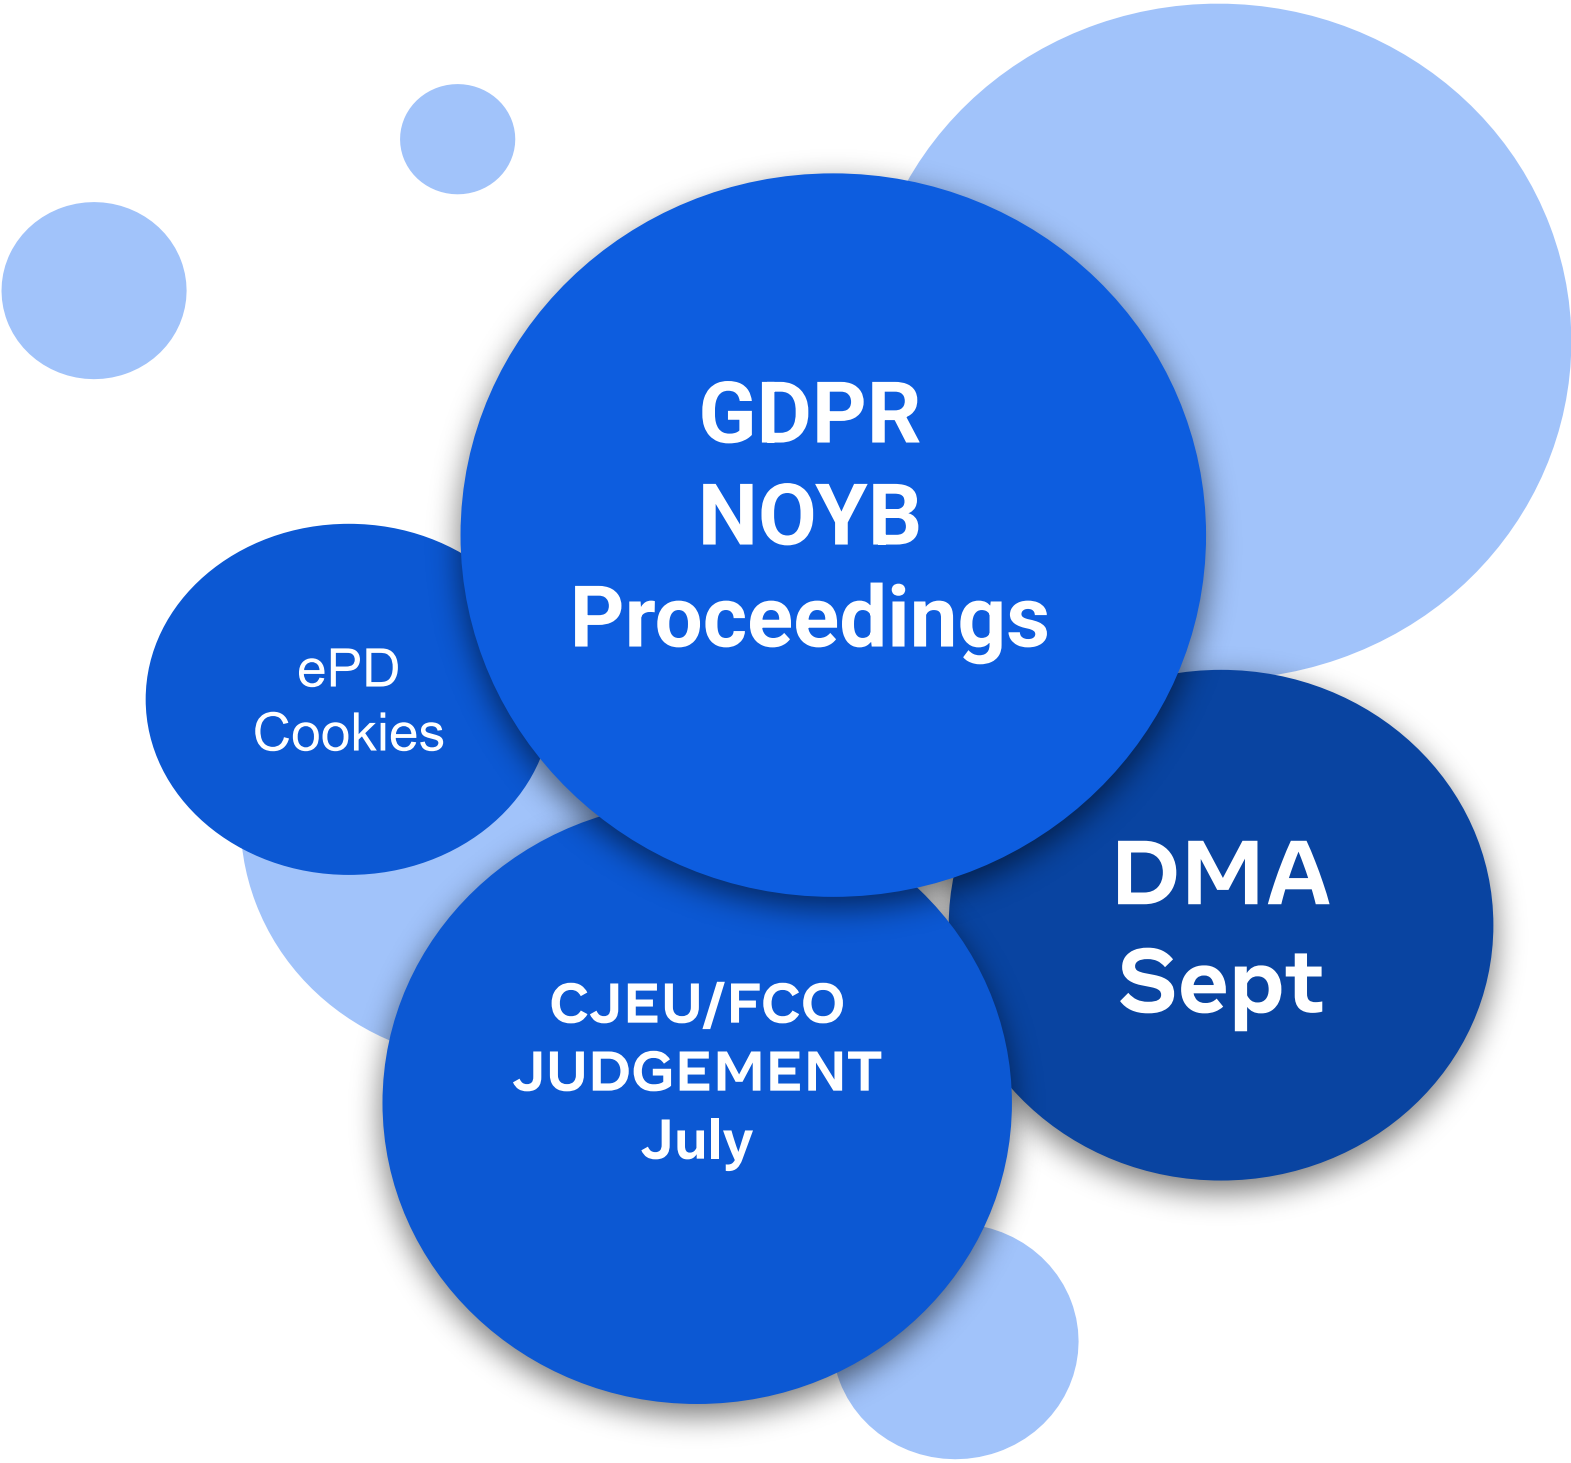 GDPR
NOYB
Proceedings
ePD
Cookies
DMA
Sept
CJEU/FCO
JUDGEMENT
July